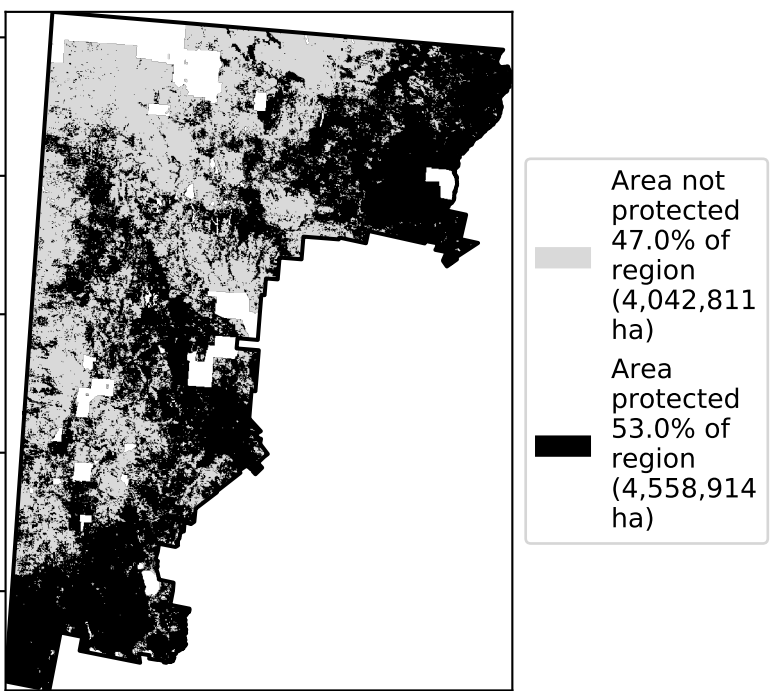 Area not
protected
47.0% of
region
(4,042,811
ha)
Area
protected
53.0% of
region
(4,558,914
ha)